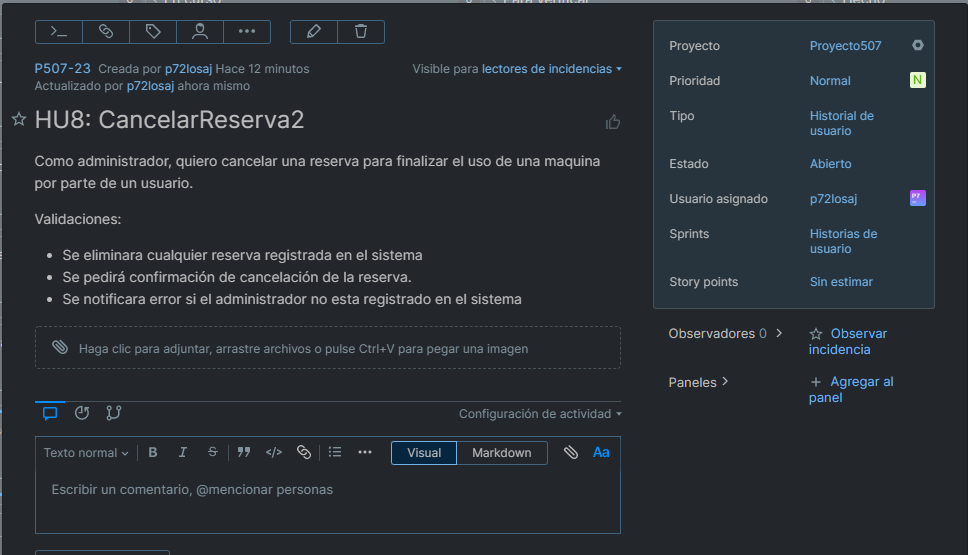 P507-23 Creada por p72losaj Hace 12 minutos
Visible para lectores de incidencias
Actualizado por p72losaj ahora mismo
HU8: CancelarReserva2
Como administrador, quiero cancelar una reserva para finalizar el uso de una maquina
por parte de un usuario.
Validaciones:
Se eliminara cualquier reserva registrada en el sistema
Se pedirá confirmación de cancelación de la reserva.
Se notificara error si el administrador no esta registrado en el sistema
Haga clic para adjuntar, arrastre archivos o pulse Ctrl+V para pegar una imagen
Configuración de actividad
Texto normal B I S Visual Markdown Aa
Escribir un comentario, @mencionar personas
Proyecto Proyecto507
Prioridad Normal N
Tipo Historial de
usuario
Estado Abierto
Usuario asignado p72losaj P7
Sprints Historias de
usuario
Story points Sin estimar
Observadores 0 Observar
incidencia
Paneles Agregar al
panel